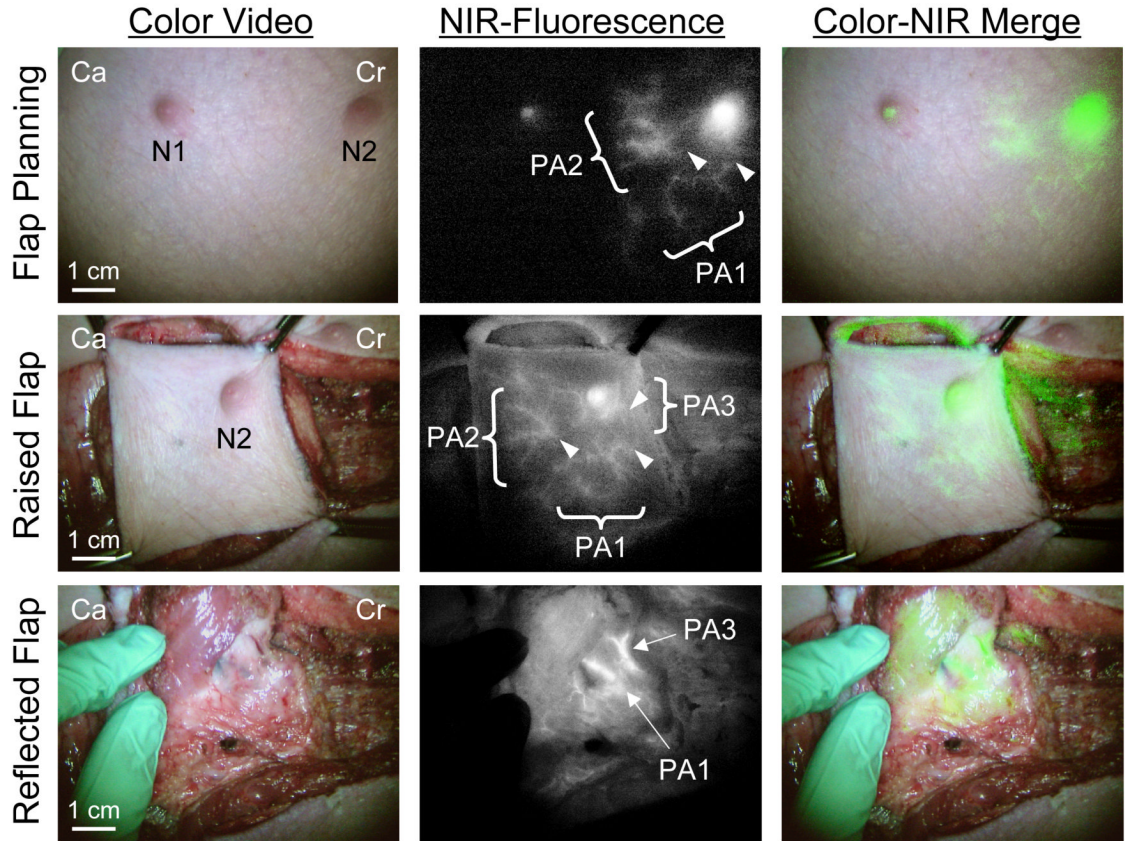 Color Video
NIR-Fluorescence
Color-NIR Merge
Flap Planning
Ca
Cr
N1
N2
1 cm
PA2
PA1
Raised Flap
Ca
Cr
N2
1 cm
PA2
PA3
PA1
Reflected Flap
Ca
Cr
1 cm
PA3
PA1